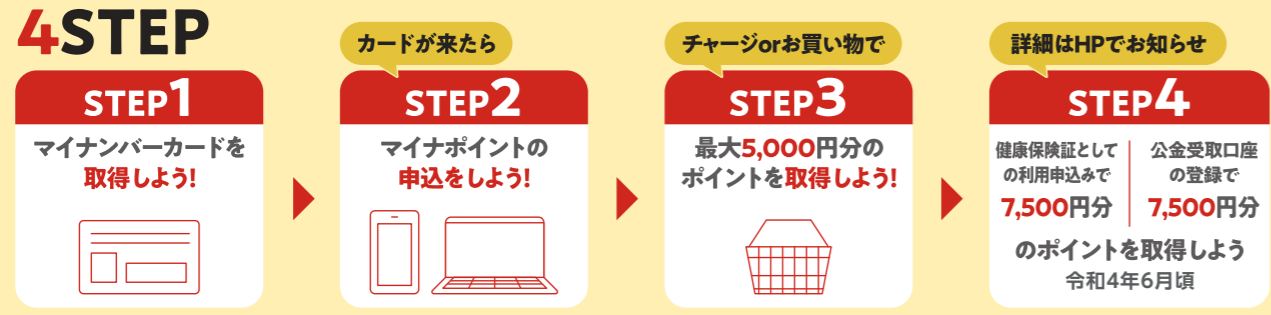 4STEP
STEP1
マイナンバーカードを
取得しよう!
カードが来たら
STEP2
マイナポイントの
申込をしよう!
チャージorお買い物で
STEP3
最大5,000円分の
ポイントを取得しよう!
詳細はHPでお知らせ
STEP4
健康保険証として
の利用申込みで
7,500円分
公金受取口座
の登録で
7,500円分
のポイントを取得しよう
令和4年6月頃